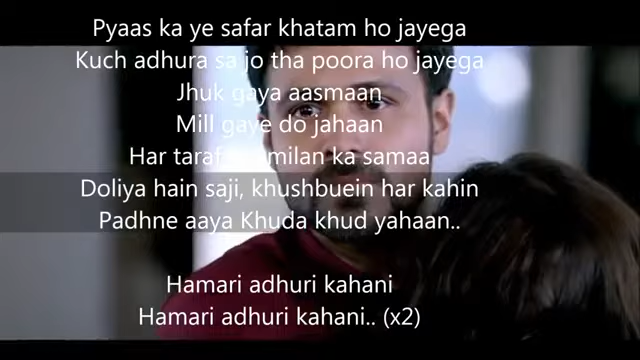 Pyaas ka ye safar khatam ho jayega
Kuch adhura sa jo tha poora ho jayega
Jhuk gaya aasmaan
Mill gaye do jahaan
Har taraf milan ka samaa
Doliya hain saji, khushbuein har kahin
Padhne aaya Khuda khud yahaan..
Hamari adhuri kahani
Hamari adhuri kahani.. (x2)